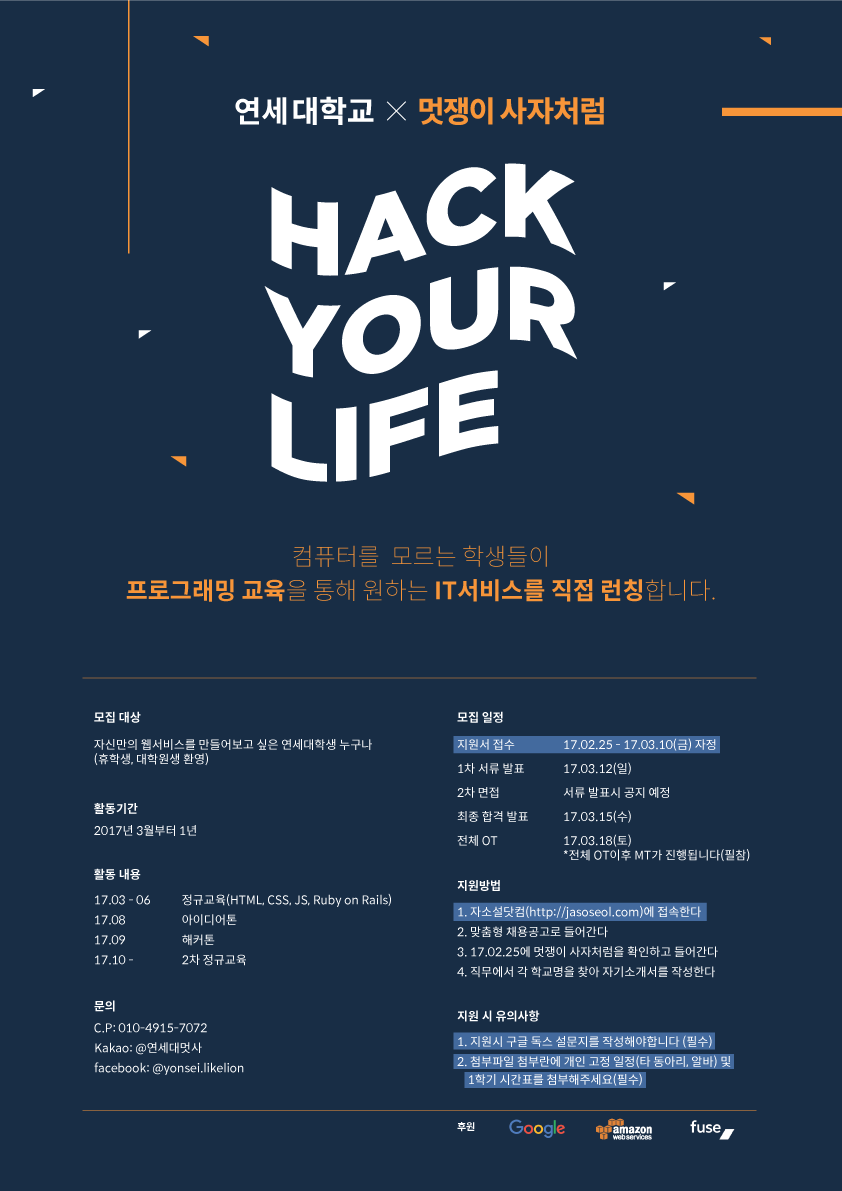 연세대학교 × 멋쟁이 사자처럼
HACK
YOUR
LIFE
컴퓨터를 모르는 학생들이
프로그래밍 교육을 통해 원하는 IT서비스를 직접 런칭합니다.
모집 대상
자신만의 웹서비스를 만들어보고 싶은 연세대학생 누구나
(휴학생, 대학원생 환영)
활동기간
2017년 3월부터 1년
활동 내용
17.03 - 06 정규교육(HTML, CSS, JS, Ruby on Rails)
17.08 아이디어톤
17.09 해커톤
17.10 - 2차 정규교육
문의
C.P: 010-4915-7072
Kakao: @연세대멋사
facebook: @yonsei.likelion
모집 일정
지원서 접수 17.02.25 - 17.03.10(금) 자정
1차 서류 발표 17.03.12(일)
2차 면접 서류 발표시 공지 예정
최종 합격 발표 17.03.15(수)
전체 OT 17.03.18(토)
*전체 OT이후 MT가 진행됩니다(필참)
지원방법
1. 자소설닷컴(http://jasoseol.com)에 접속한다
2. 맞춤형 채용공고로 들어간다
3. 17.02.25에 멋쟁이 사자처럼을 확인하고 들어간다
4. 직무에서 각 학교명을 찾아 자기소개서를 작성한다
지원 시 유의사항
1. 지원시 구글 독스 설문지를 작성해야합니다 (필수)
2. 첨부파일 첨부란에 개인 고정 일정(타 동아리, 알바) 및
1학기 시간표를 첨부해주세요(필수)
후원 Google amazon web services fuse